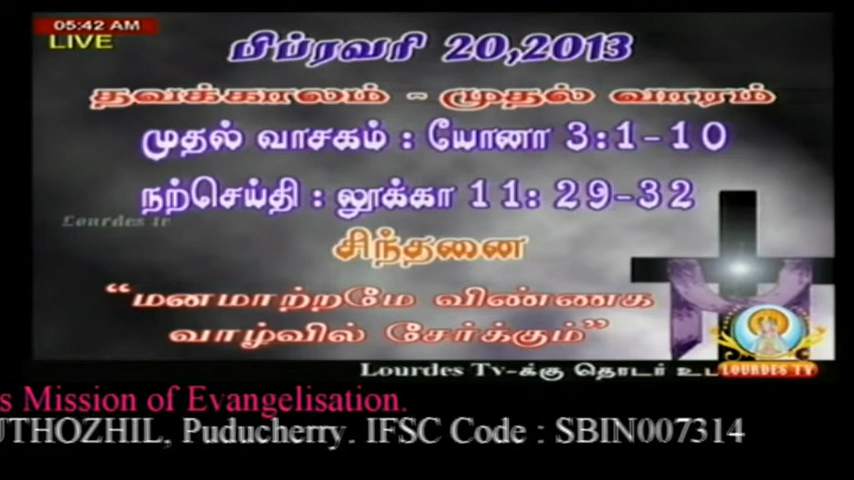 05:42 AM
LIVE
பிப்ரவரி 20,2013
தவக்காலம் - முதல் வாரம்
முதல் வாசகம் : யோனா 3:1-10
நற்செய்தி : லூக்கா 11: 29-32
Lourdes tv
சிந்தனை
“மனமாற்றமே விண்ணக
வாழ்வில் சேர்க்கும்”
LOURDES TV
Lourdes Tv-க்கு தொடர் உட
s Mission of Evangelisation.
UTHOZHIL, Puducherry. IFSC Code : SBIN007314